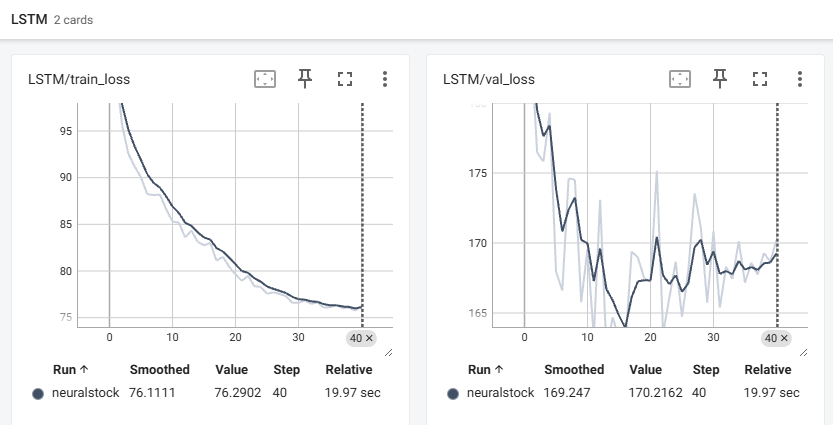 LSTM 2 cards
LSTM/train_loss
95
90
85
80
75
0 10 20 30 40 ×
Run ↑ Smoothed Value Step Relative
neuralstock 76.1111 76.2902 40 19.97 sec
LSTM/val_loss
175
170
165
0 10 20 30 40 ×
Run ↑ Smoothed Value Step Relative
neuralstock 169.247 170.2162 40 19.97 sec